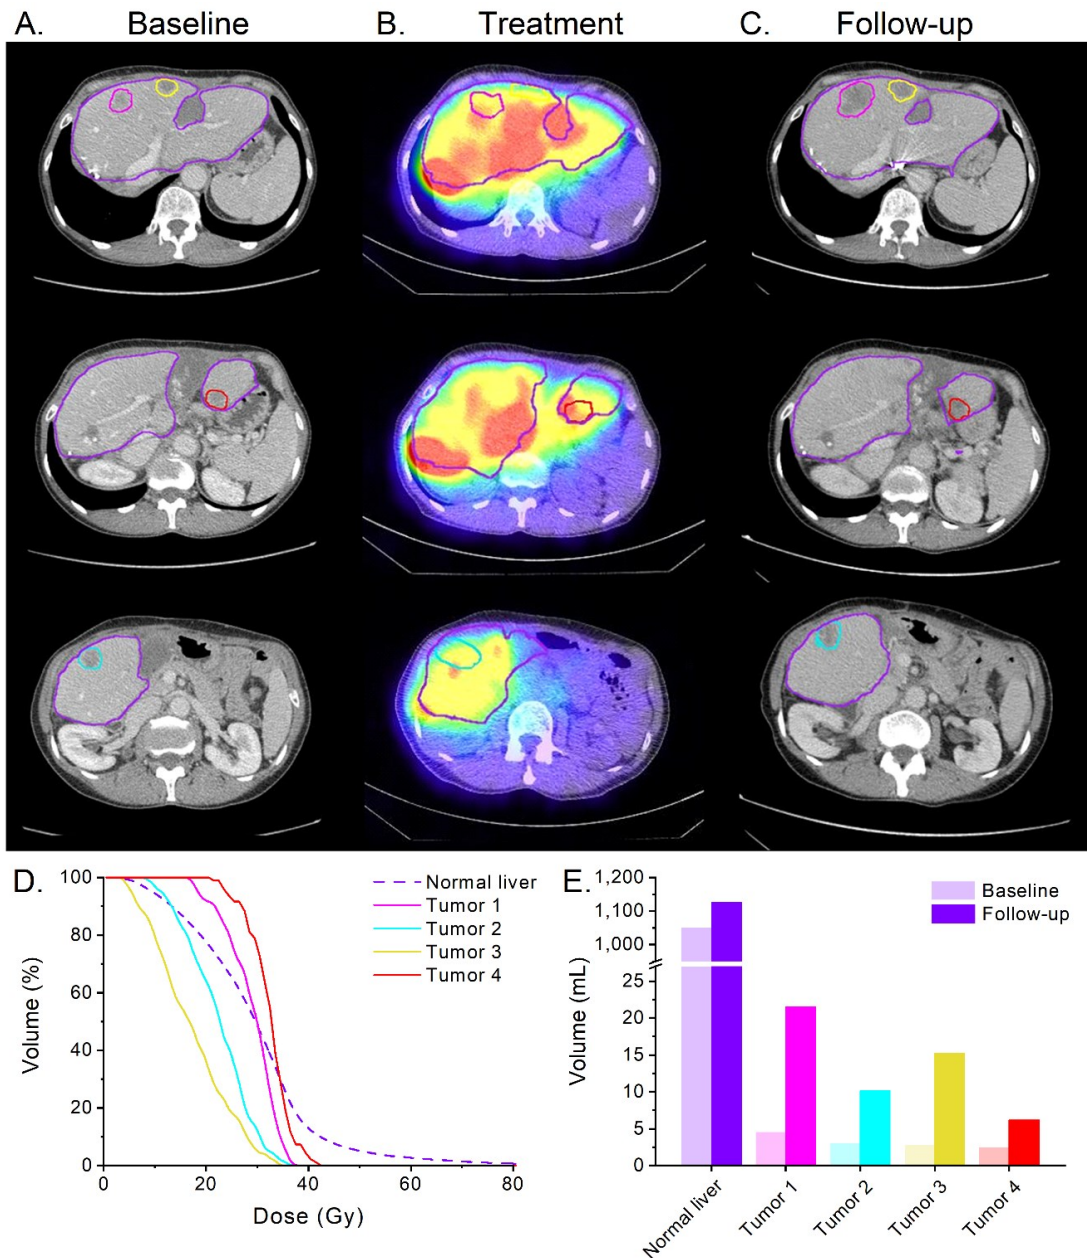 A. Baseline
B. Treatment
C. Follow-up
D.
100
80
60
40
20
0
Volume (%)
0 20 40 60 80
Dose (Gy)
Normal liver
Tumor 1
Tumor 2
Tumor 3
Tumor 4
E.
1,200
1,100
1,000
25
20
15
10
5
0
Volume (mL)
Baseline
Follow-up
Normal liver
Tumor 1
Tumor 2
Tumor 3
Tumor 4